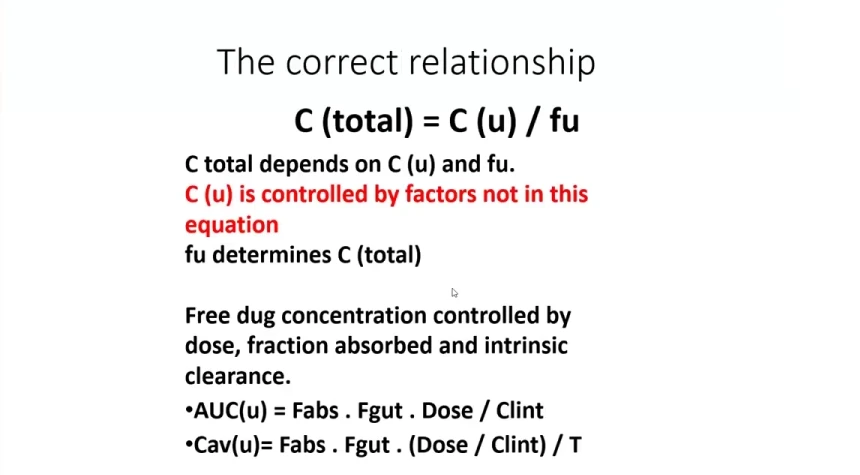 The correct relationship
C (total) = C (u) / fu
C total depends on C (u) and fu.
C (u) is controlled by factors not in this
equation
fu determines C (total)
Free dug concentration controlled by
dose, fraction absorbed and intrinsic
clearance.
•AUC(u) = Fabs . Fgut . Dose / Clint
•Cav(u)= Fabs . Fgut . (Dose / Clint) / T